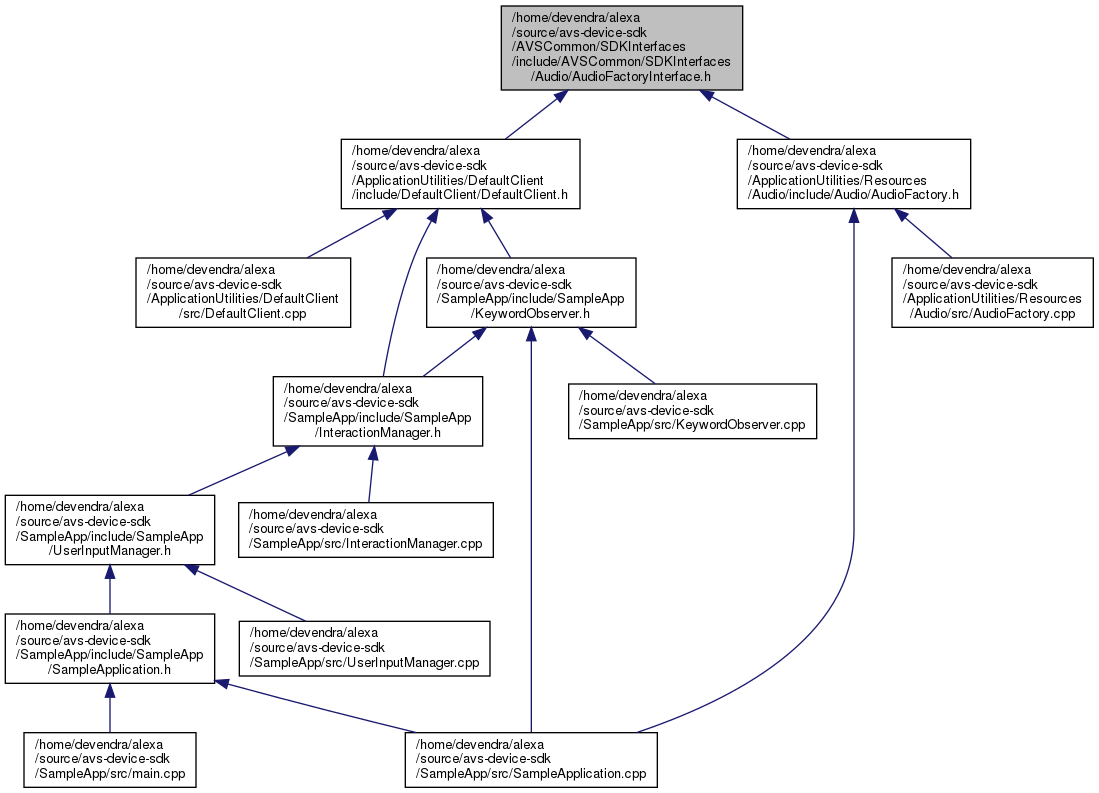 /home/devendra/alexa
/source/avs-device-sdk
/AVSCommon/SDKInterfaces
/include/AVSCommon/SDKInterfaces
/Audio/AudioFactoryInterface.h
/home/devendra/alexa
/source/avs-device-sdk
/ApplicationUtilities/DefaultClient
/include/DefaultClient/DefaultClient.h
/home/devendra/alexa
/source/avs-device-sdk
/ApplicationUtilities/Resources
/Audio/include/Audio/AudioFactory.h
/home/devendra/alexa
/source/avs-device-sdk
/ApplicationUtilities/DefaultClient
/src/DefaultClient.cpp
/home/devendra/alexa
/source/avs-device-sdk
/SampleApp/include/SampleApp
/KeywordObserver.h
/home/devendra/alexa
/source/avs-device-sdk
/ApplicationUtilities/Resources
/Audio/src/AudioFactory.cpp
/home/devendra/alexa
/source/avs-device-sdk
/SampleApp/include/SampleApp
/InteractionManager.h
/home/devendra/alexa
/source/avs-device-sdk
/SampleApp/src/KeywordObserver.cpp
/home/devendra/alexa
/source/avs-device-sdk
/SampleApp/include/SampleApp
/UserInputManager.h
/home/devendra/alexa
/source/avs-device-sdk
/SampleApp/src/InteractionManager.cpp
/home/devendra/alexa
/source/avs-device-sdk
/SampleApp/include/SampleApp
/SampleApplication.h
/home/devendra/alexa
/source/avs-device-sdk
/SampleApp/src/UserInputManager.cpp
/home/devendra/alexa
/source/avs-device-sdk
/SampleApp/src/main.cpp
/home/devendra/alexa
/source/avs-device-sdk
/SampleApp/src/SampleApplication.cpp